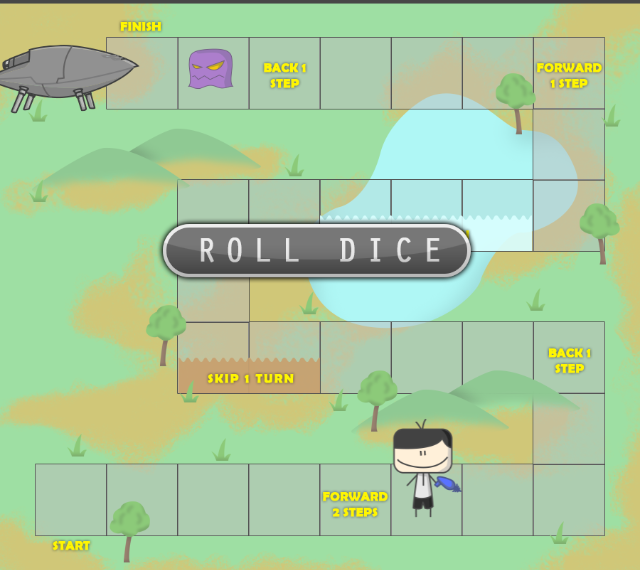 FINISH
BACK 1
STEP
FORWARD
1 STEP
ROLL DICE
BACK 1
STEP
SKIP 1 TURN
FORWARD
2 STEPS
START